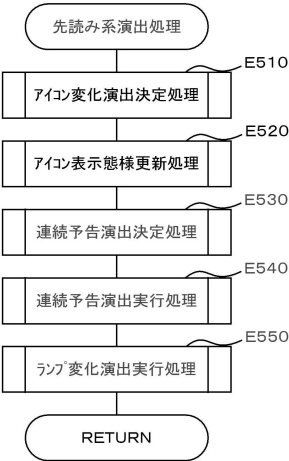 先読み系演出処理
E510
アイコン変化演出決定処理
E520
アイコン表示態様更新処理
E530
連続予告演出決定処理
E540
連続予告演出実行処理
E550
ランプ変化演出実行処理
RETURN